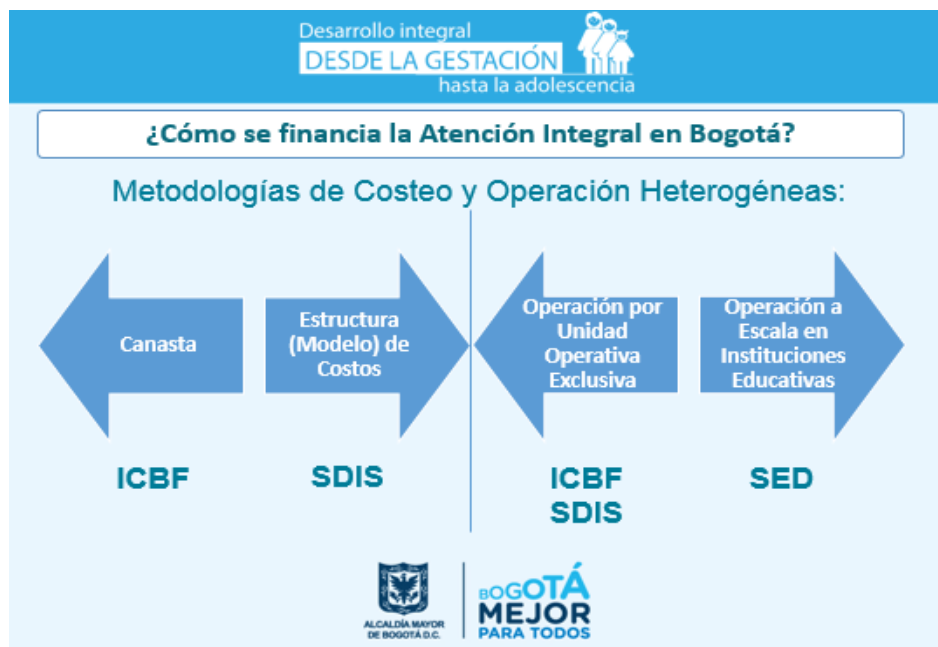 Desarrollo integral
DESDE LA GESTACIÓN
hasta la adolescencia
¿Cómo se financia la Atención Integral en Bogotá?
Metodologías de Costeo y Operación Heterogéneas:
Canasta
Estructura
(Modelo) de
Costos
Operación por
Unidad
Operativa
Exclusiva
Operación a
Escala en
Instituciones
Educativas
ICBF
SDIS
ICBF
SDIS
SED
ALCALDÍA MAYOR
DE BOGOTÁ D.C.
BOGOTÁ
MEJOR
PARA TODOS